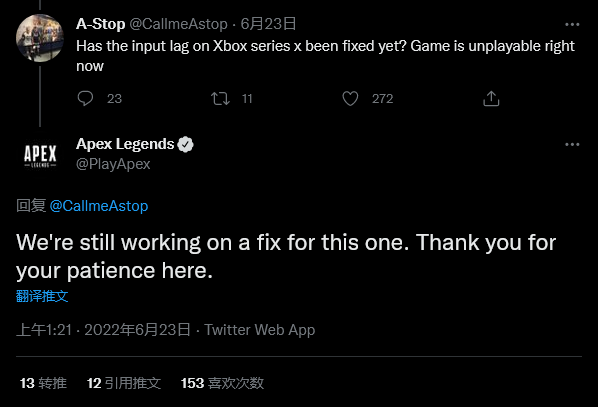 A-Stop @CallmeAstop · 6月23日
Has the input lag on Xbox series x been fixed yet? Game is unplayable right
now
23 11 272
Apex Legends
@PlayApex
APEX
LEGENDS
回复 @CallmeAstop
We're still working on a fix for this one. Thank you for
your patience here.
翻译推文
上午1:21 · 2022年6月23日 · Twitter Web App
13 转推 12 引用推文 153 喜欢次数